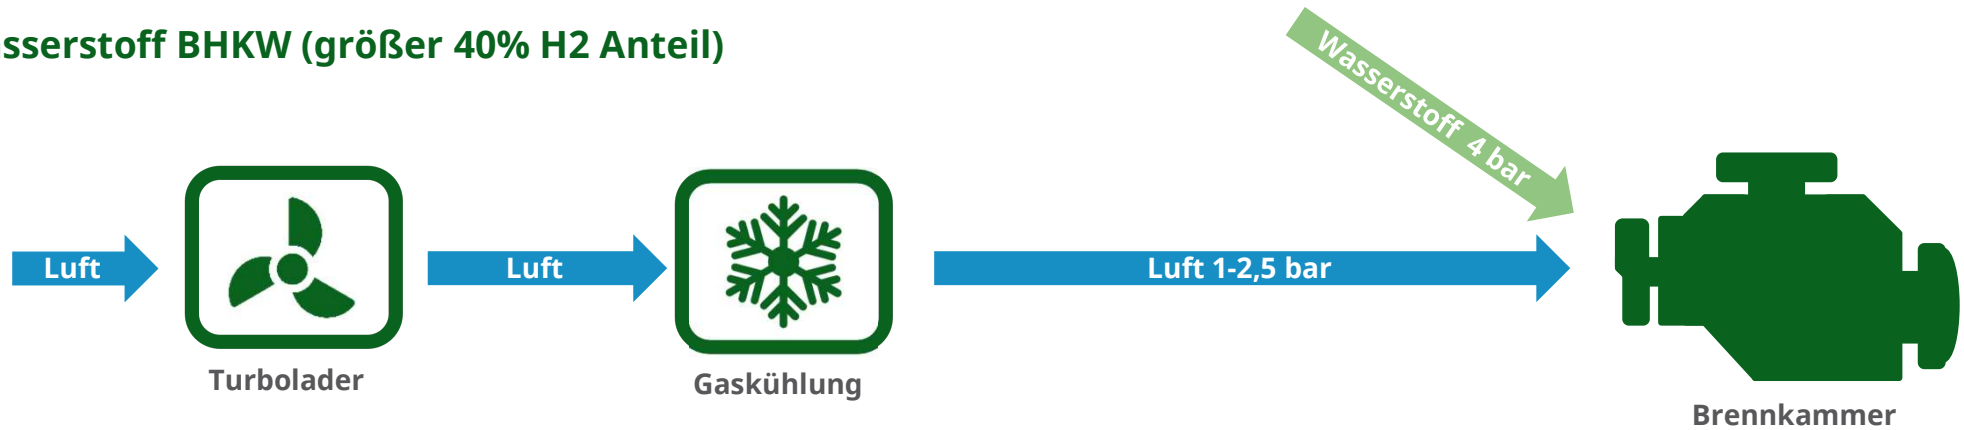 sserstoff BHKW (größer 40% H2 Anteil)
Wasserstoff 4 bar
Luft
Luft
Luft 1-2,5 bar
Turbolader
Gaskühlung
Brennkammer